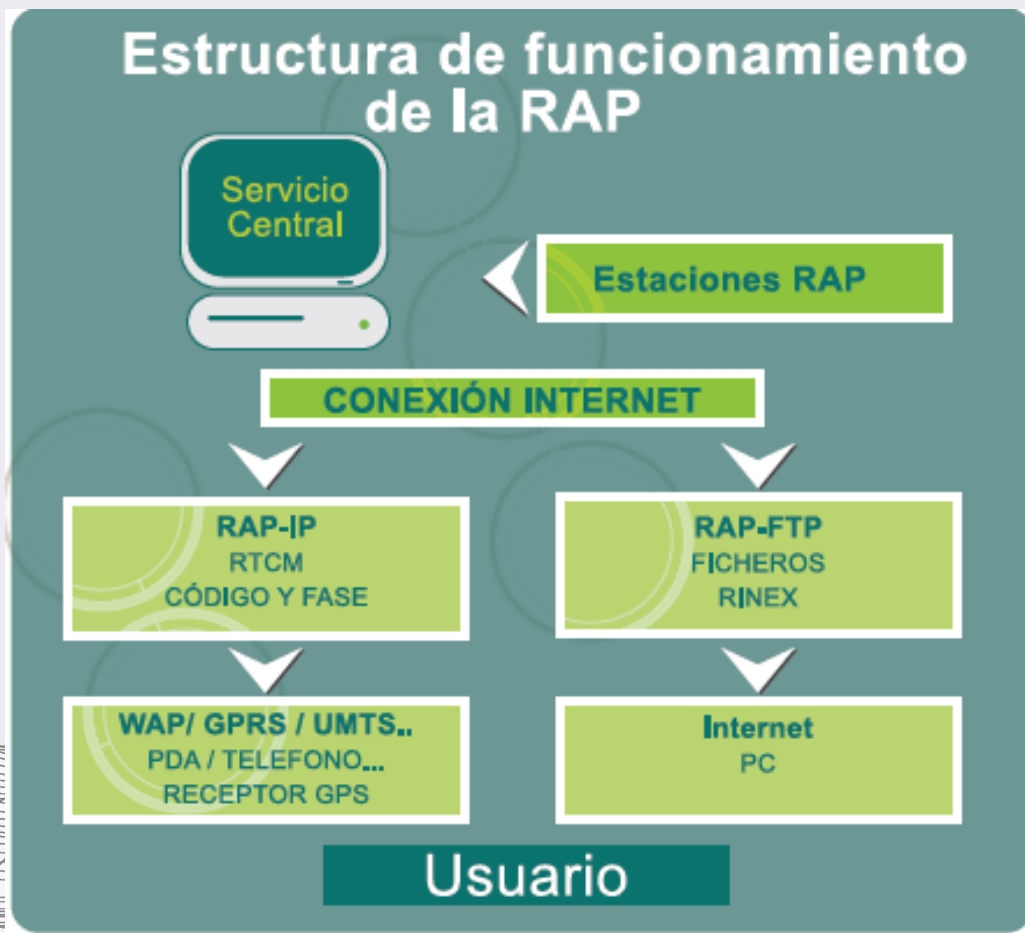 Estructura de funcionamiento
de la RAP
Servicio
Central
Estaciones RAP
CONEXIÓN INTERNET
RAP-IP
RTCM
CÓDIGO Y FASE
RAP-FTP
FICHEROS
RINEX
WAP/ GPRS / UMTS..
PDA / TELEFONO...
RECEPTOR GPS
Internet
PC
Usuario